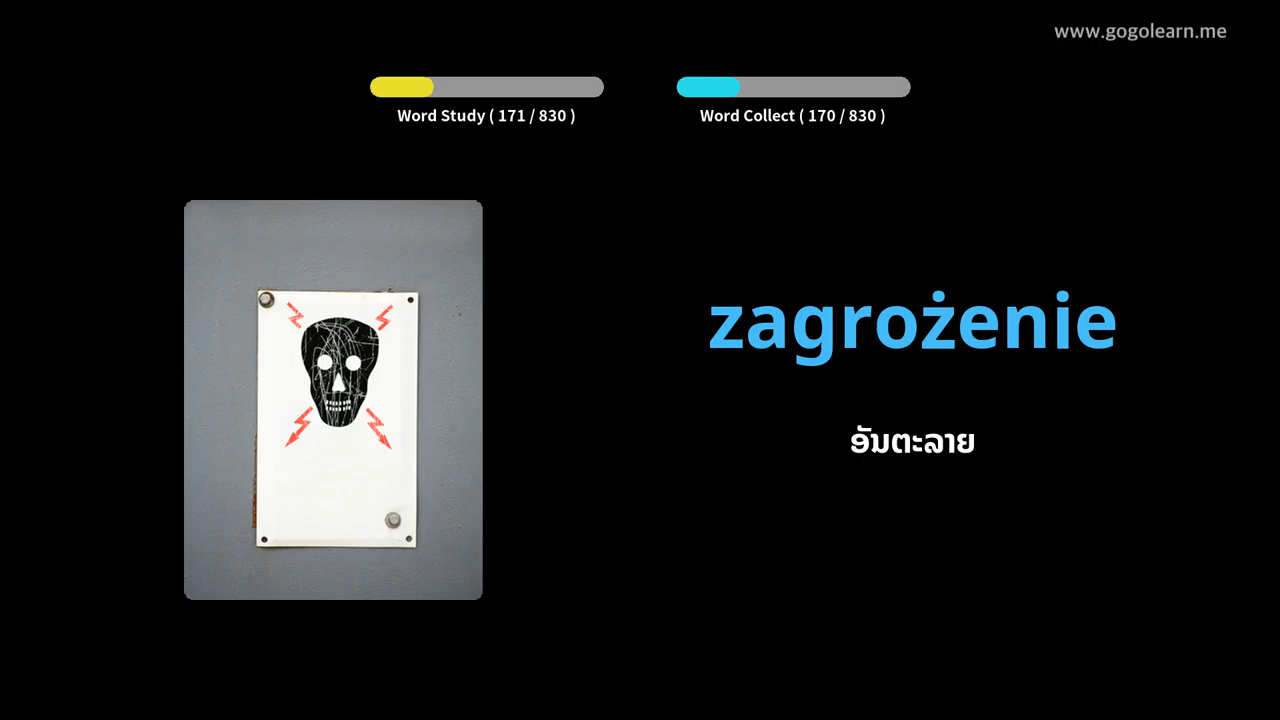 www.gogolearn.me
Word Study ( 171 / 830 )
Word Collect ( 170 / 830 )
zagrożenie
ອັນຕະລາຍ